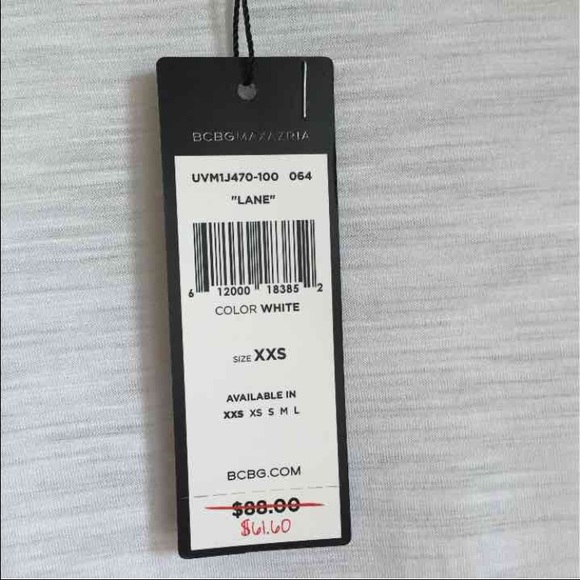 BCBGMAXAZRIA
UVM1J470-100 064
"LANE"
6 12000 18385 2
COLOR WHITE
SIZE XXS
AVAILABLE IN
XXS XS S M L
BCBG.COM
$88.00
$61.60